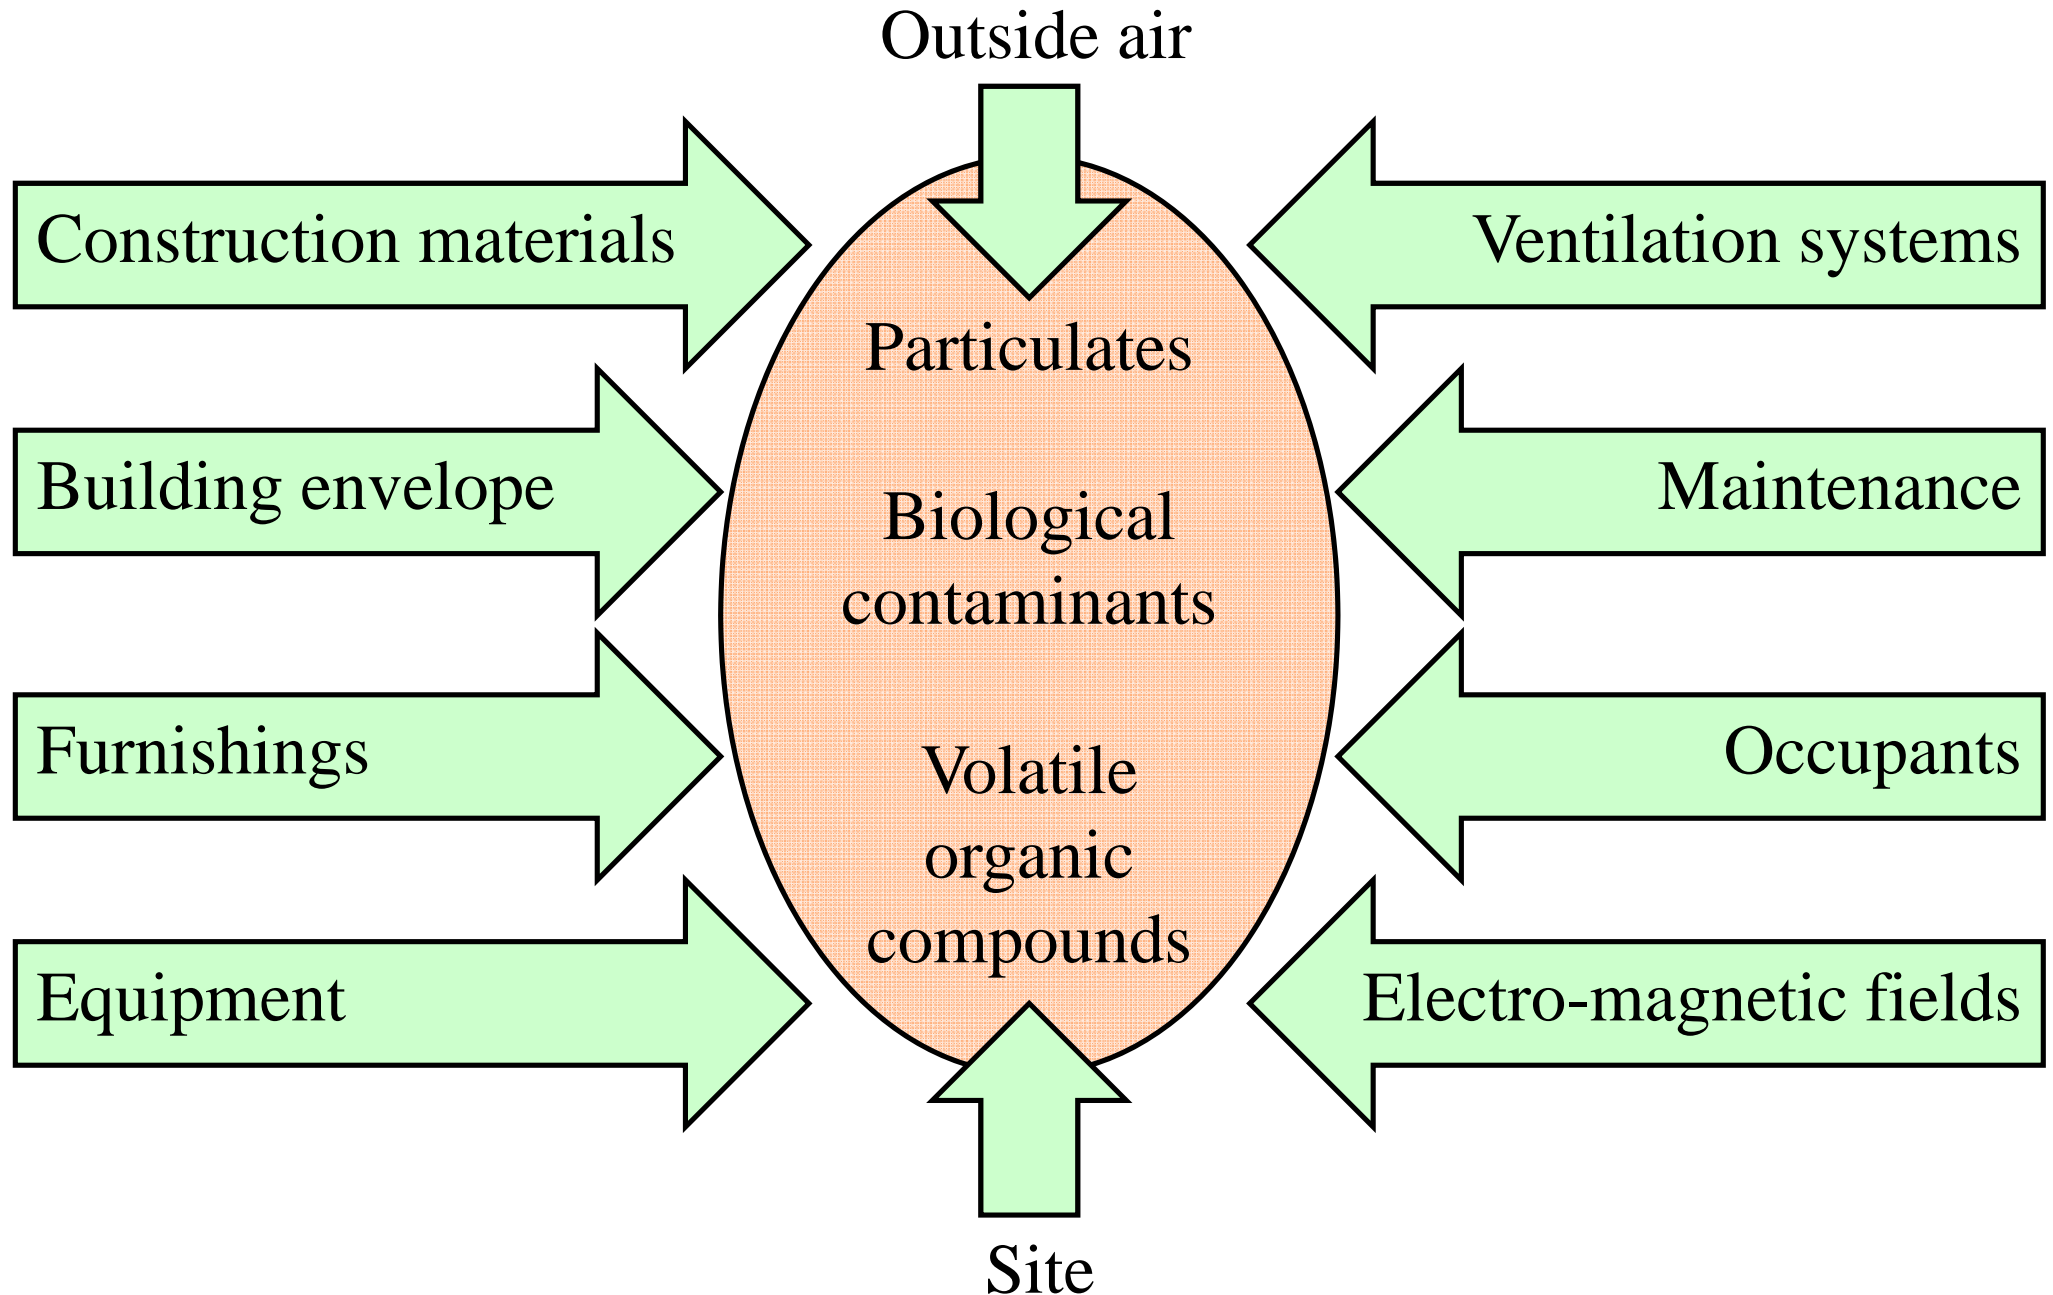 Outside air
Construction materials
Ventilation systems
Particulates
Building envelope
Biological
contaminants
Maintenance
Furnishings
Volatile
organic
compounds
Occupants
Equipment
Electro-magnetic fields
Site